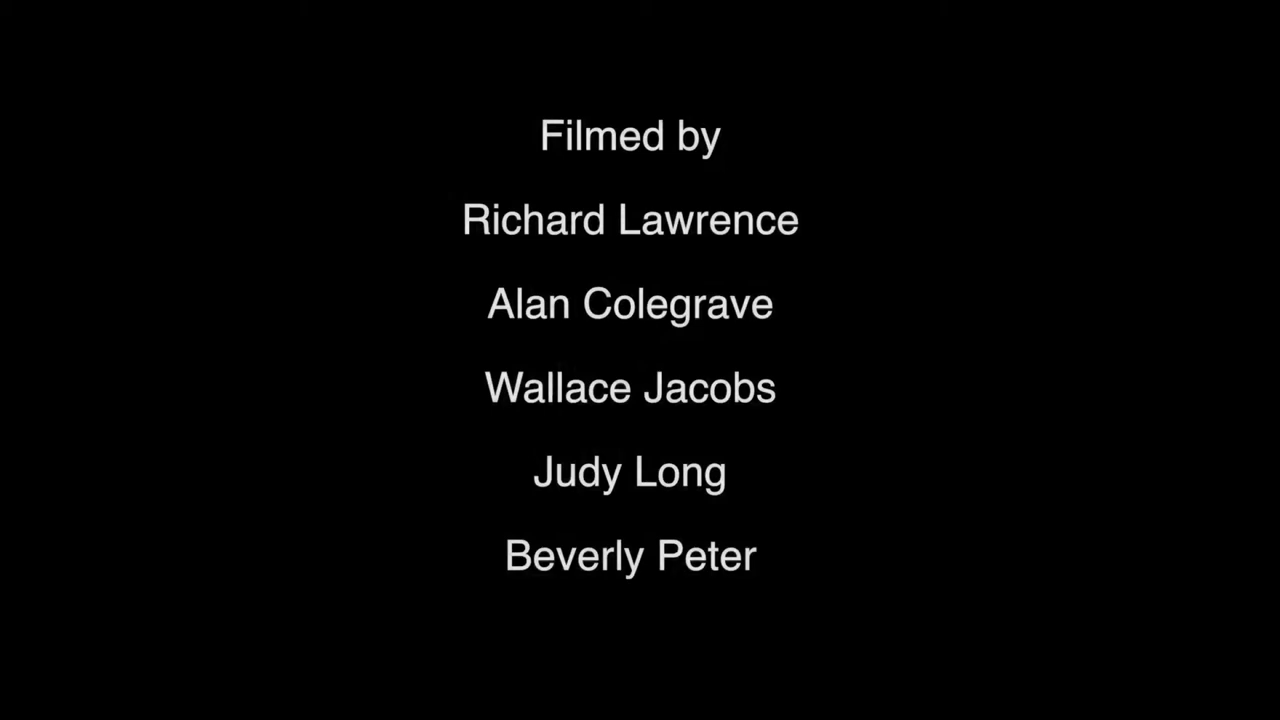 Filmed by
Richard Lawrence
Alan Colegrave
Wallace Jacobs
Judy Long
Beverly Peter